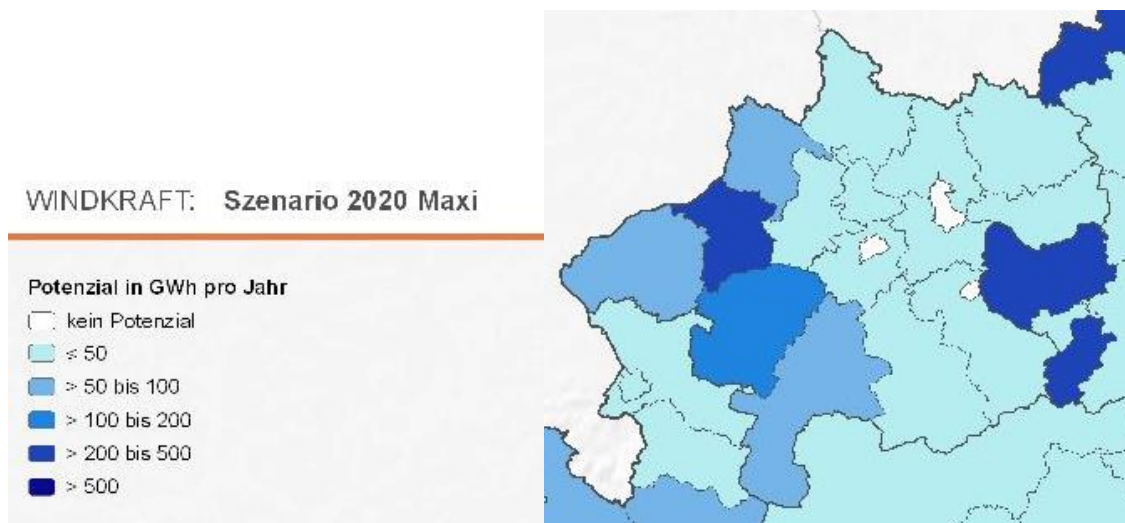 WINDKRAFT: Szenario 2020 Maxi
Potenzial in GWh pro Jahr
kein Potenzial
≤ 50
> 50 bis 100
> 100 bis 200
> 200 bis 500
> 500